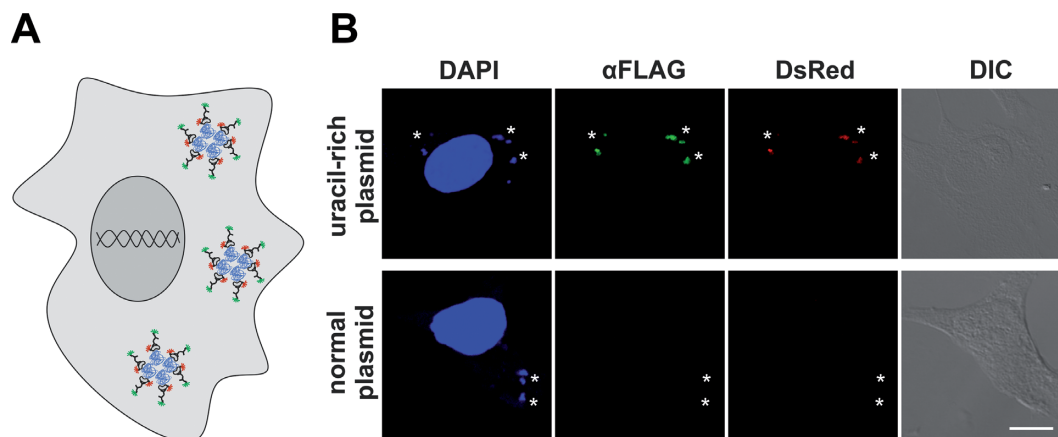 A
B
DAPI
αFLAG
DsRed
DIC
uracil-rich
plasmid
* * *
* * *
* * *
normal
plasmid
* *
* *
* *